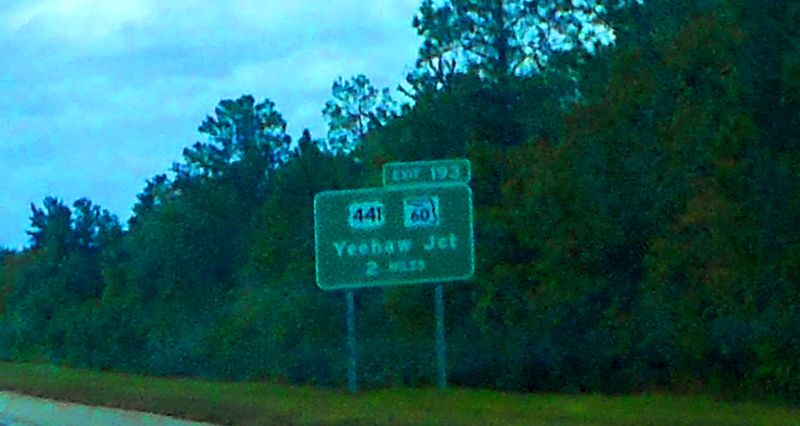 EXIT 193
441 60
Yeehaw Jct
2 MILES